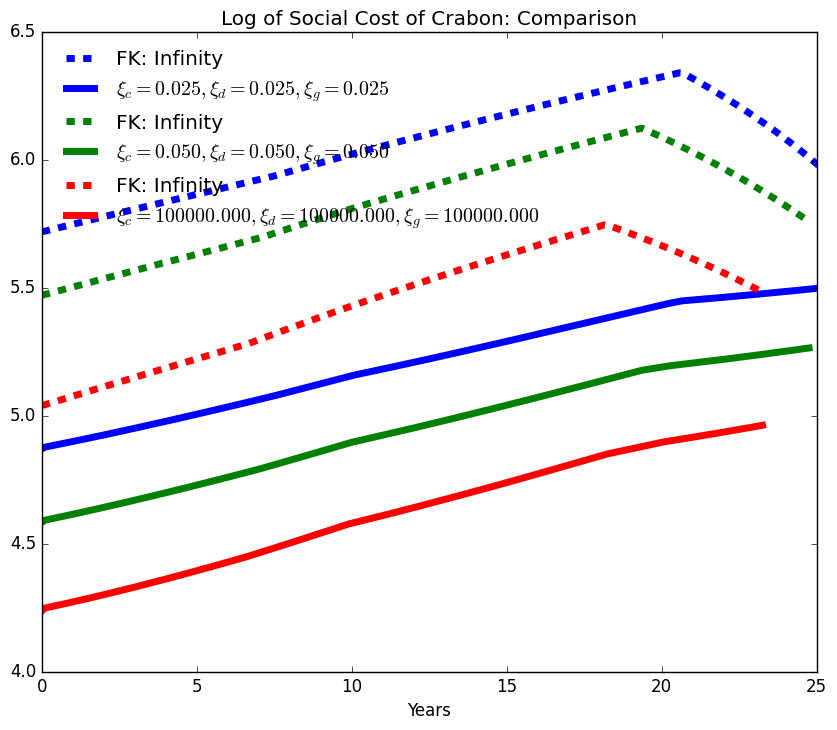 Log of Social Cost of Crabon: Comparison
6.5
6.0
5.5
5.0
4.5
4.0
FK: Infinity
ξc = 0.025, ξd = 0.025, ξg = 0.025
FK: Infinity
ξc = 0.050, ξd = 0.050, ξg = 0.050
FK: Infinity
ξc = 100000.000, ξd = 100000.000, ξg = 100000.000
0 5 10 15 20 25
Years